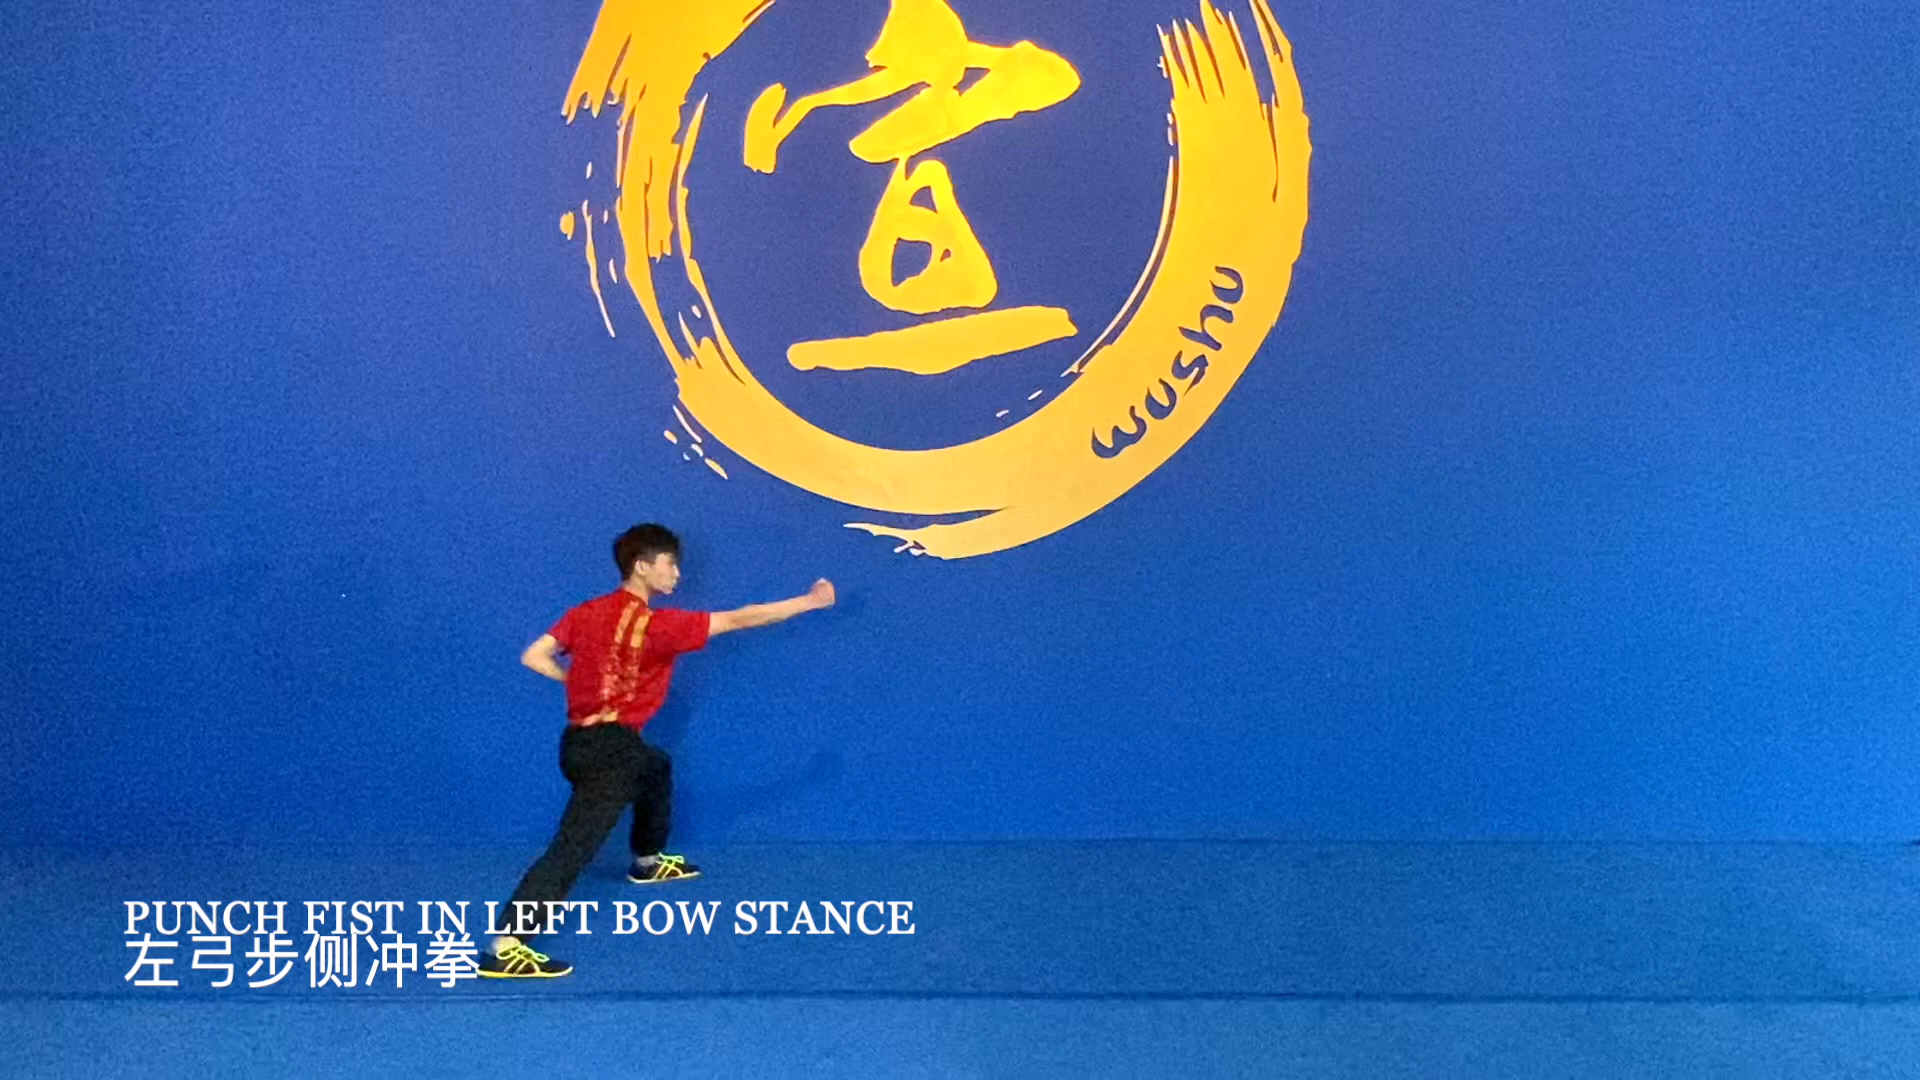 宣
wushu
PUNCH FIST IN LEFT BOW STANCE
左弓步侧冲拳